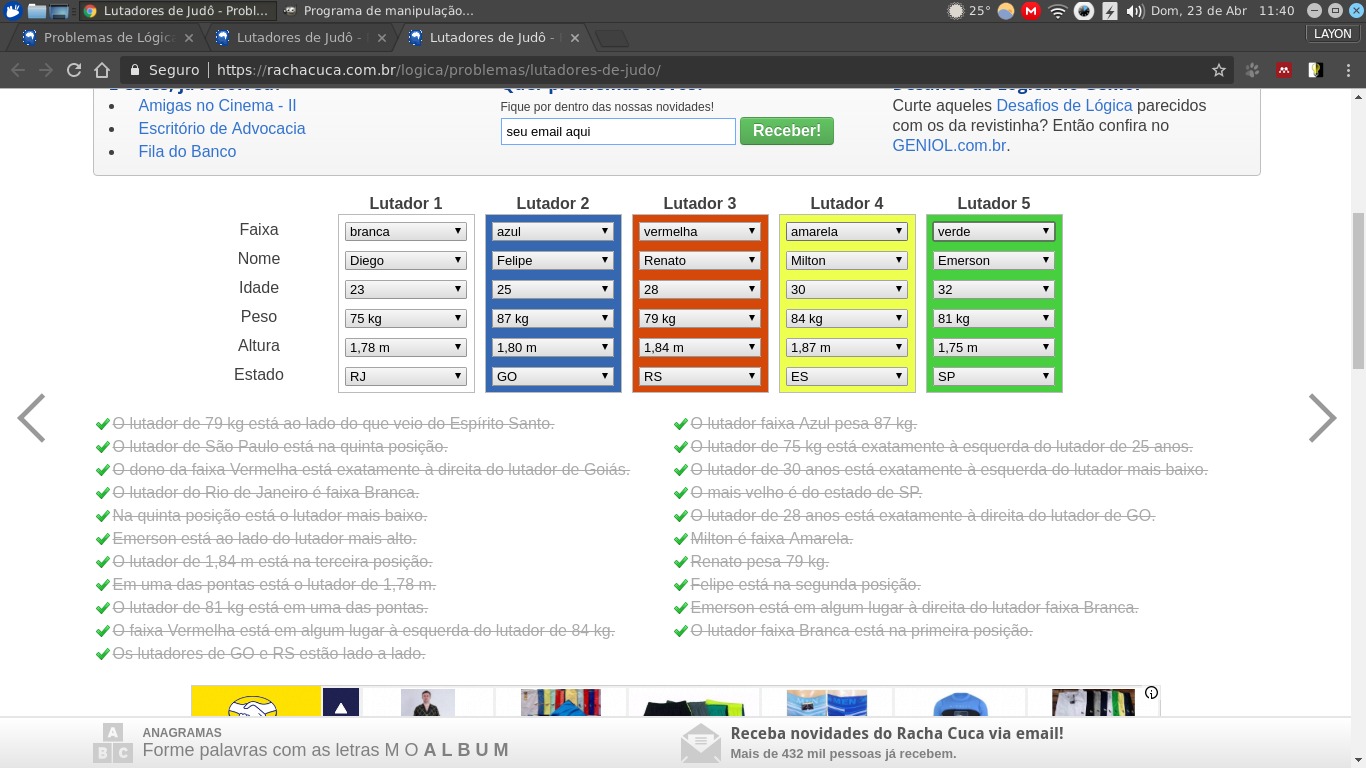 Lutadores de Judô - Probl...
Programa de manipulação...
25°
Dom, 23 de Abr
11:40
Problemas de Lógica
Lutadores de Judô -
Lutadores de Judô -
LAYON
Seguro
https://rachacuca.com.br/logica/problemas/lutadores-de-judo/
Amigas no Cinema - II
Escritório de Advocacia
Fila do Banco
Fique por dentro das nossas novidades!
seu email aqui
Receber!
Curte aqueles Desafios de Lógica parecidos
com os da revistinha? Então confira no
GENIOL.com.br.
Lutador 1 Lutador 2 Lutador 3 Lutador 4 Lutador 5
Faixa branca azul vermelha amarela verde
Nome Diego Felipe Renato Milton Emerson
Idade 23 25 28 30 32
Peso 75 kg 87 kg 79 kg 84 kg 81 kg
Altura 1,78 m 1,80 m 1,84 m 1,87 m 1,75 m
Estado RJ GO RS ES SP
O lutador de 79 kg está ao lado do que veio do Espírito Santo.
O lutador de São Paulo está na quinta posição.
O dono da faixa Vermelha está exatamente à direita do lutador de Goiás.
O lutador do Rio de Janeiro é faixa Branca.
Na quinta posição está o lutador mais baixo.
Emerson está ao lado do lutador mais alto.
O lutador de 1,84 m está na terceira posição.
Em uma das pontas está o lutador de 1,78 m.
O lutador de 81 kg está em uma das pontas.
O faixa Vermelha está em algum lugar à esquerda do lutador de 84 kg.
Os lutadores de GO e RS estão lado a lado.
O lutador faixa Azul pesa 87 kg.
O lutador de 75 kg está exatamente à esquerda do lutador de 25 anos.
O lutador de 30 anos está exatamente à esquerda do lutador mais baixo.
O mais velho é do estado de SP.
O lutador de 28 anos está exatamente à direita do lutador de GO.
Milton é faixa Amarela.
Renato pesa 79 kg.
Felipe está na segunda posição.
Emerson está em algum lugar à direita do lutador faixa Branca.
O lutador faixa Branca está na primeira posição.
A
B C
ANAGRAMAS
Forme palavras com as letras M O A L B U M
Receba novidades do Racha Cuca via email!
Mais de 432 mil pessoas já recebem.